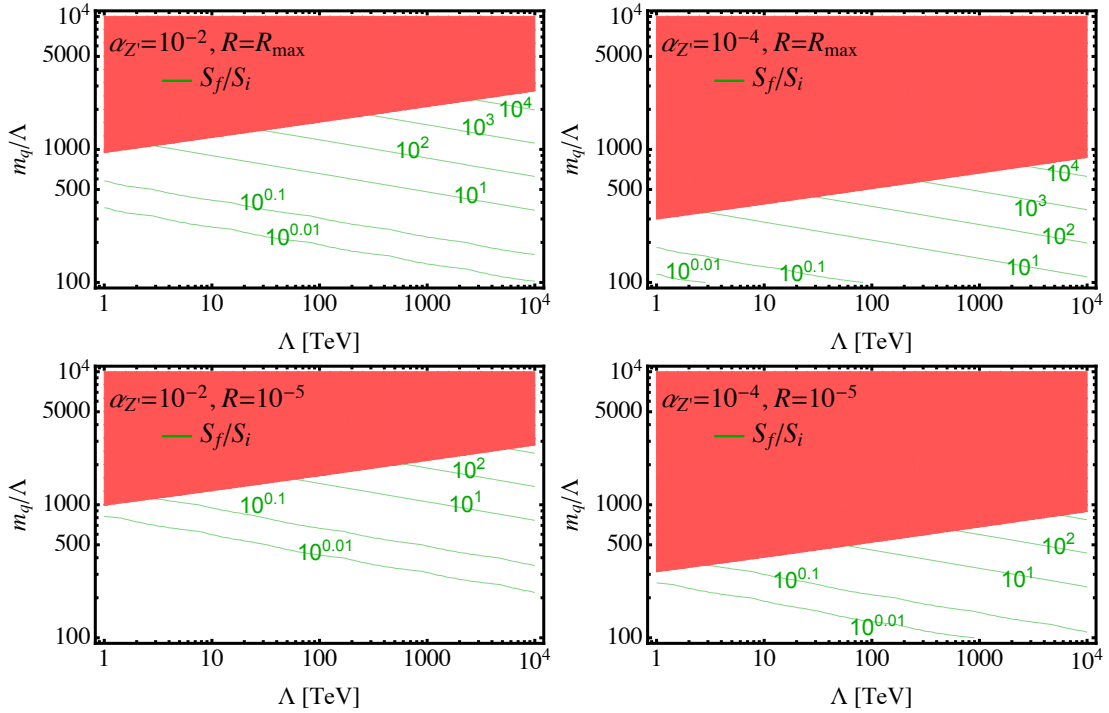 α_Z'=10^−2, R=R_max
S_f/S_i
10^4
10^3
10^2
10^1
10^0.1
10^0.01
m_q/Λ
10^4
5000
1000
500
100
1 10 100 1000 10^4
Λ [TeV]
α_Z'=10^−4, R=R_max
S_f/S_i
10^4
10^3
10^2
10^1
10^0.01 10^0.1
m_q/Λ
10^4
5000
1000
500
100
1 10 100 1000 10^4
Λ [TeV]
α_Z'=10^−2, R=10^−5
S_f/S_i
10^2
10^1
10^0.1
10^0.01
m_q/Λ
10^4
5000
1000
500
100
1 10 100 1000 10^4
Λ [TeV]
α_Z'=10^−4, R=10^−5
S_f/S_i
10^2
10^1
10^0.1
10^0.01
m_q/Λ
10^4
5000
1000
500
100
1 10 100 1000 10^4
Λ [TeV]